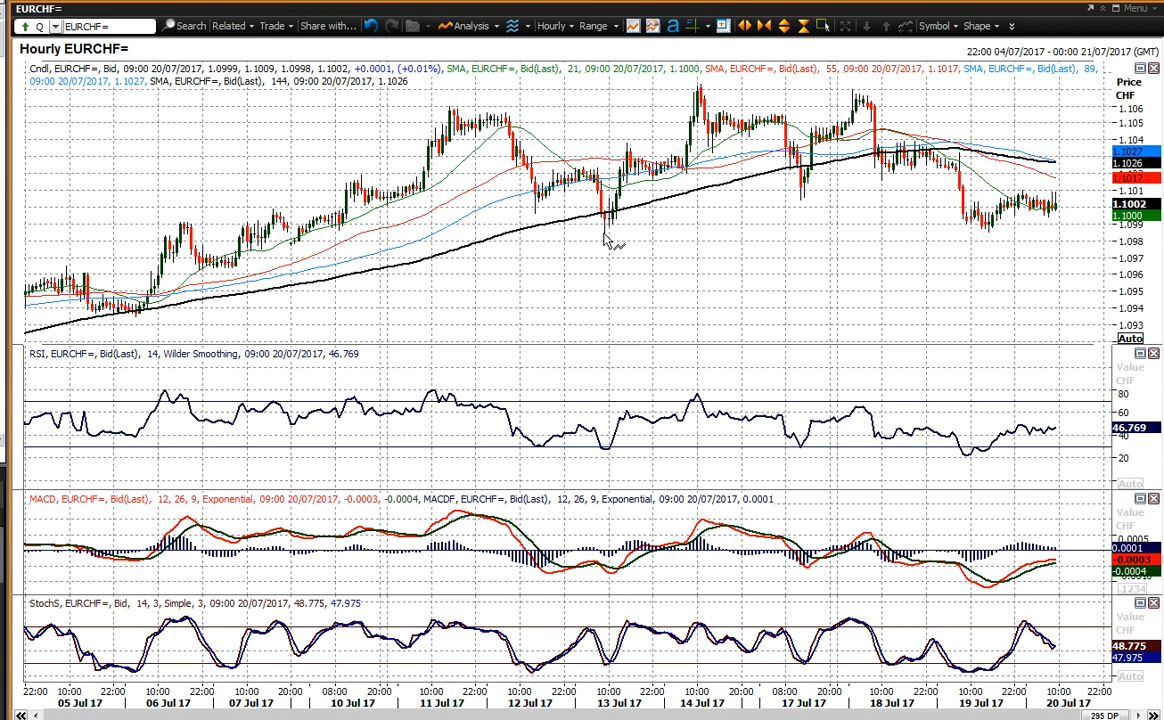 EURCHF=
Menu
Q EURCHF= Search Related Trade Share with... Analysis Hourly Range a Symbol Shape
Hourly EURCHF=
22:00 04/07/2017 - 00:00 21/07/2017 (GMT)
Cndl, EURCHF=, Bid, 09:00 20/07/2017, 1.0999, 1.1009, 1.0998, 1.1002, +0.0001, (+0.01%), SMA, EURCHF=, Bid(Last), 21, 09:00 20/07/2017, 1.1000, SMA, EURCHF=, Bid(Last), 55, 09:00 20/07/2017, 1.1017, SMA, EURCHF=, Bid(Last), 89,
09:00 20/07/2017, 1.1027, SMA, EURCHF=, Bid(Last), 144, 09:00 20/07/2017, 1.1026
Price
CHF
1.106
1.105
1.104
1.1027
1.1026
1.1017
1.101
1.1002
1.1000
1.099
1.098
1.097
1.096
1.095
1.094
1.093
Auto
RSI, EURCHF=, Bid(Last), 14, Wilder Smoothing, 09:00 20/07/2017, 46.769
Value
CHF
80
60
46.769
40
20
Auto
MACD, EURCHF=, Bid(Last), 12, 26, 9, Exponential, 09:00 20/07/2017, -0.0003, -0.0004, MACDF, EURCHF=, Bid(Last), 12, 26, 9, Exponential, 09:00 20/07/2017, 0.0001
Value
CHF
0.0005
0.0001
-0.0003
-0.0004
.1234
StochS, EURCHF=, Bid, 14, 3, Simple, 3, 09:00 20/07/2017, 48.775, 47.975
Value
CHF
48.775
47.975
Auto
22:00 10:00 22:00 10:00 22:00 10:00 20:00 08:00 20:00 10:00 22:00 10:00 22:00 10:00 22:00 10:00 20:00 08:00 20:00 10:00 22:00 10:00 22:00 10:00 22:00
05 Jul 17 06 Jul 17 07 Jul 17 10 Jul 17 11 Jul 17 12 Jul 17 13 Jul 17 14 Jul 17 17 Jul 17 18 Jul 17 19 Jul 17 20 Jul 17
295 DP